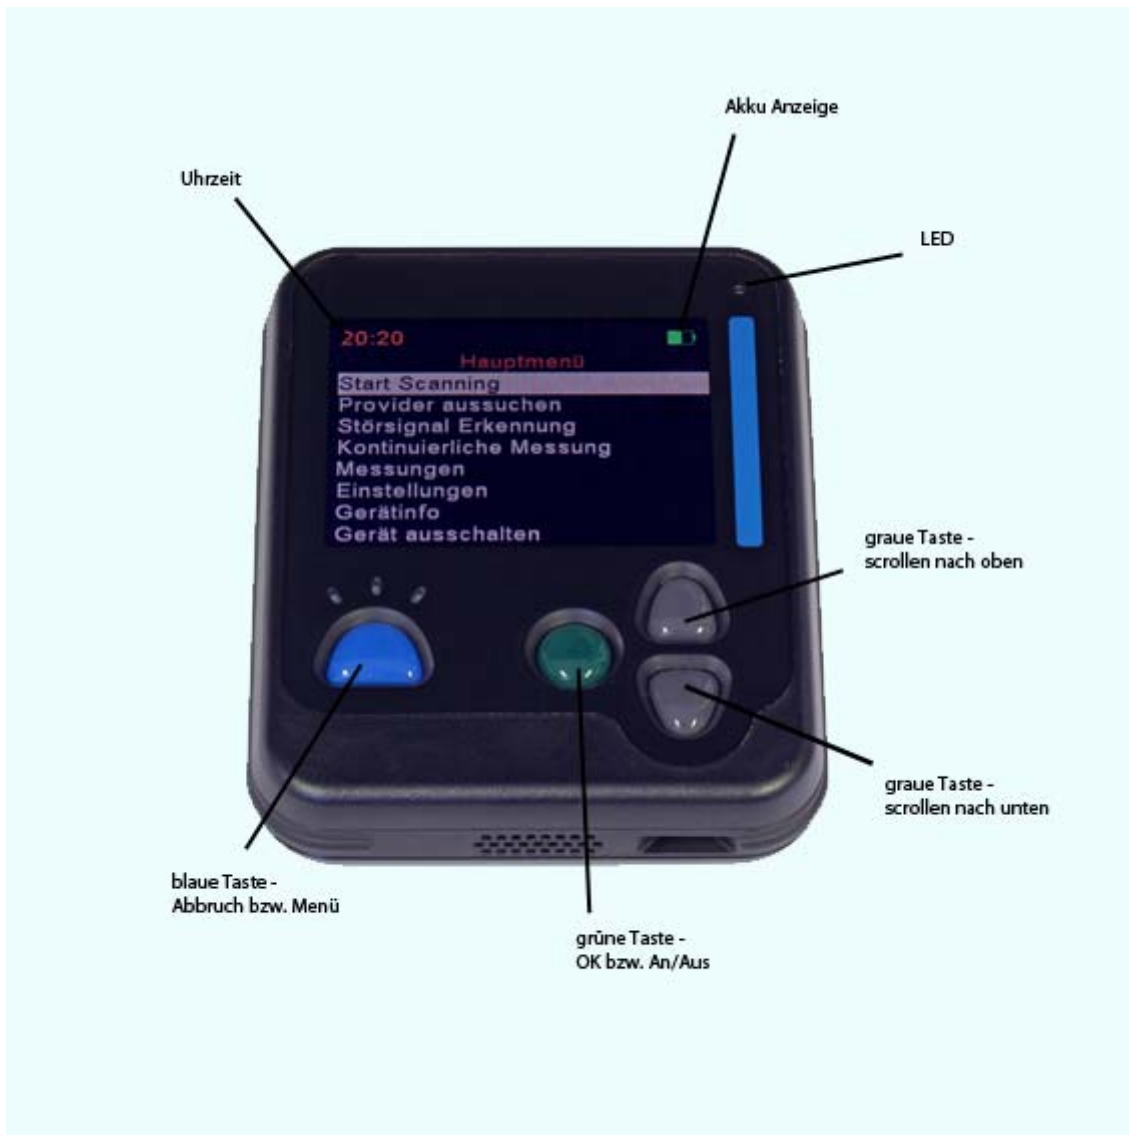 Akku Anzeige
Uhrzeit
LED
20:20
Hauptmenü
Start Scanning
Provider aussuchen
Störsignal Erkennung
Kontinuierliche Messung
Messungen
Einstellungen
Gerätinfo
Gerät ausschalten
graue Taste -
scrollen nach oben
graue Taste -
scrollen nach unten
blaue Taste -
Abbruch bzw. Menü
grüne Taste -
OK bzw. An/Aus